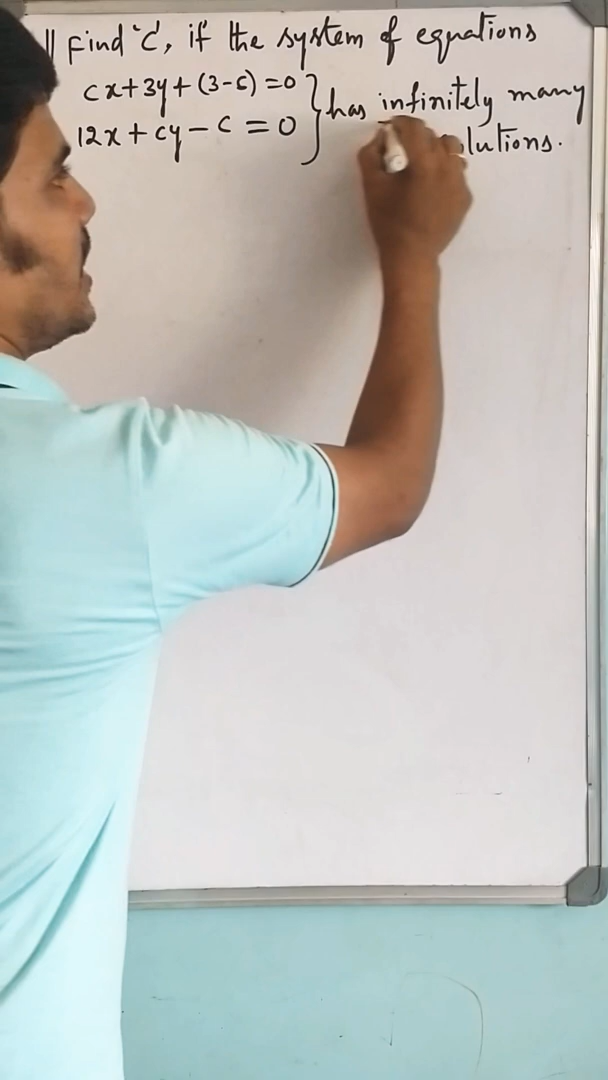 || Find 'C', if the system of equations
cx+3y+(3-c)=0 } has infinitely many
12x+cy-c=0 lutions.